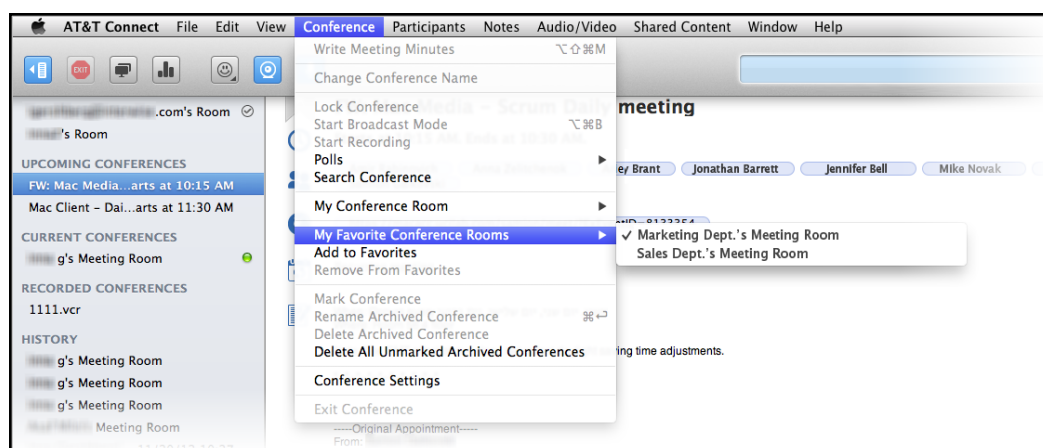 AT&T Connect File Edit View Conference Participants Notes Audio/Video Shared Content Window Help
EXIT
.com's Room
's Room
UPCOMING CONFERENCES
FW: Mac Media...arts at 10:15 AM
Mac Client – Dai...arts at 11:30 AM
CURRENT CONFERENCES
g's Meeting Room
RECORDED CONFERENCES
1111.vcr
HISTORY
g's Meeting Room
g's Meeting Room
g's Meeting Room
Meeting Room
Write Meeting Minutes ⌥⇧⌘M
Change Conference Name
Lock Conference
Start Broadcast Mode ⌥⌘B
Start Recording
Polls
Search Conference
My Conference Room
My Favorite Conference Rooms
Add to Favorites
Remove From Favorites
Mark Conference
Rename Archived Conference ⌘↩
Delete Archived Conference
Delete All Unmarked Archived Conferences
Conference Settings
Exit Conference
✓ Marketing Dept.'s Meeting Room
Sales Dept.'s Meeting Room
Media – Scrum Daily meeting
ey Brant Jonathan Barrett Jennifer Bell Mike Novak
ID=8133354
ing time adjustments.
-----Original Appointment-----
From: